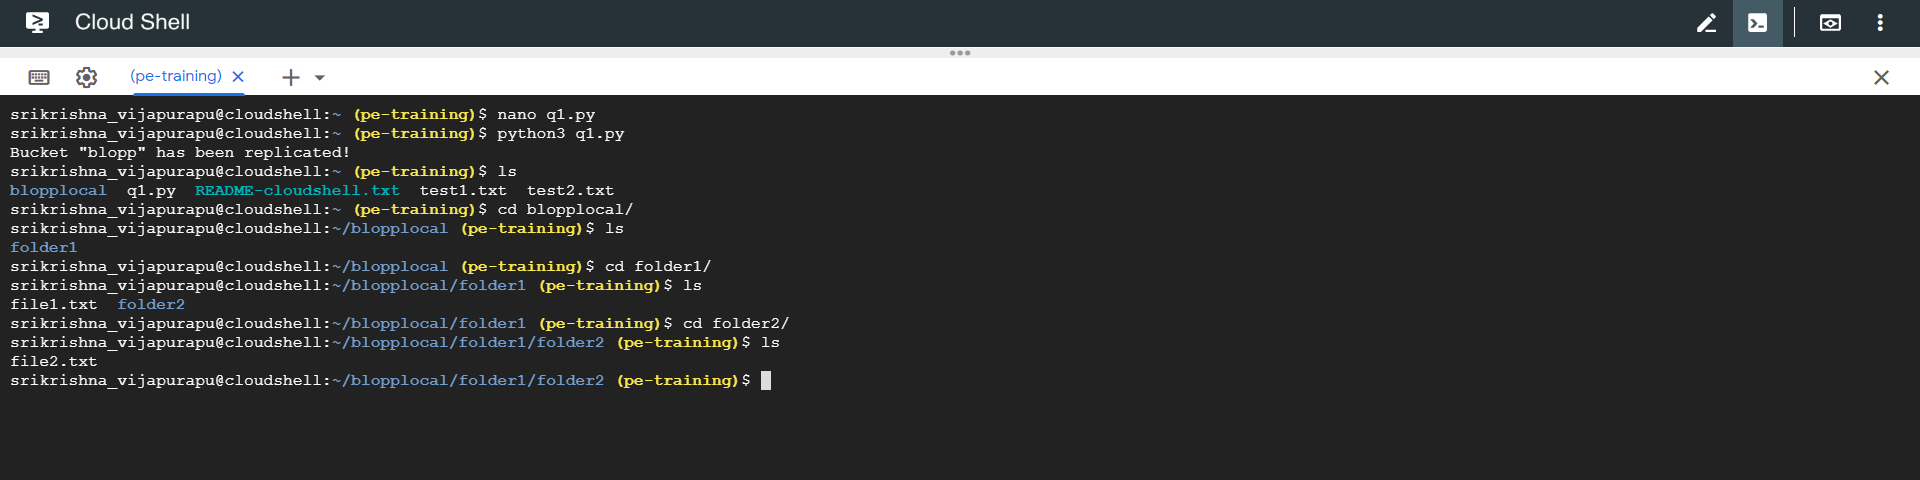 Cloud Shell
(pe-training)
srikrishna_vijapurapu@cloudshell:~ (pe-training)$ nano q1.py
srikrishna_vijapurapu@cloudshell:~ (pe-training)$ python3 q1.py
Bucket "blopp" has been replicated!
srikrishna_vijapurapu@cloudshell:~ (pe-training)$ ls
blopplocal  q1.py  README-cloudshell.txt  test1.txt  test2.txt
srikrishna_vijapurapu@cloudshell:~ (pe-training)$ cd blopplocal/
srikrishna_vijapurapu@cloudshell:~/blopplocal (pe-training)$ ls
folder1
srikrishna_vijapurapu@cloudshell:~/blopplocal (pe-training)$ cd folder1/
srikrishna_vijapurapu@cloudshell:~/blopplocal/folder1 (pe-training)$ ls
file1.txt  folder2
srikrishna_vijapurapu@cloudshell:~/blopplocal/folder1 (pe-training)$ cd folder2/
srikrishna_vijapurapu@cloudshell:~/blopplocal/folder1/folder2 (pe-training)$ ls
file2.txt
srikrishna_vijapurapu@cloudshell:~/blopplocal/folder1/folder2 (pe-training)$